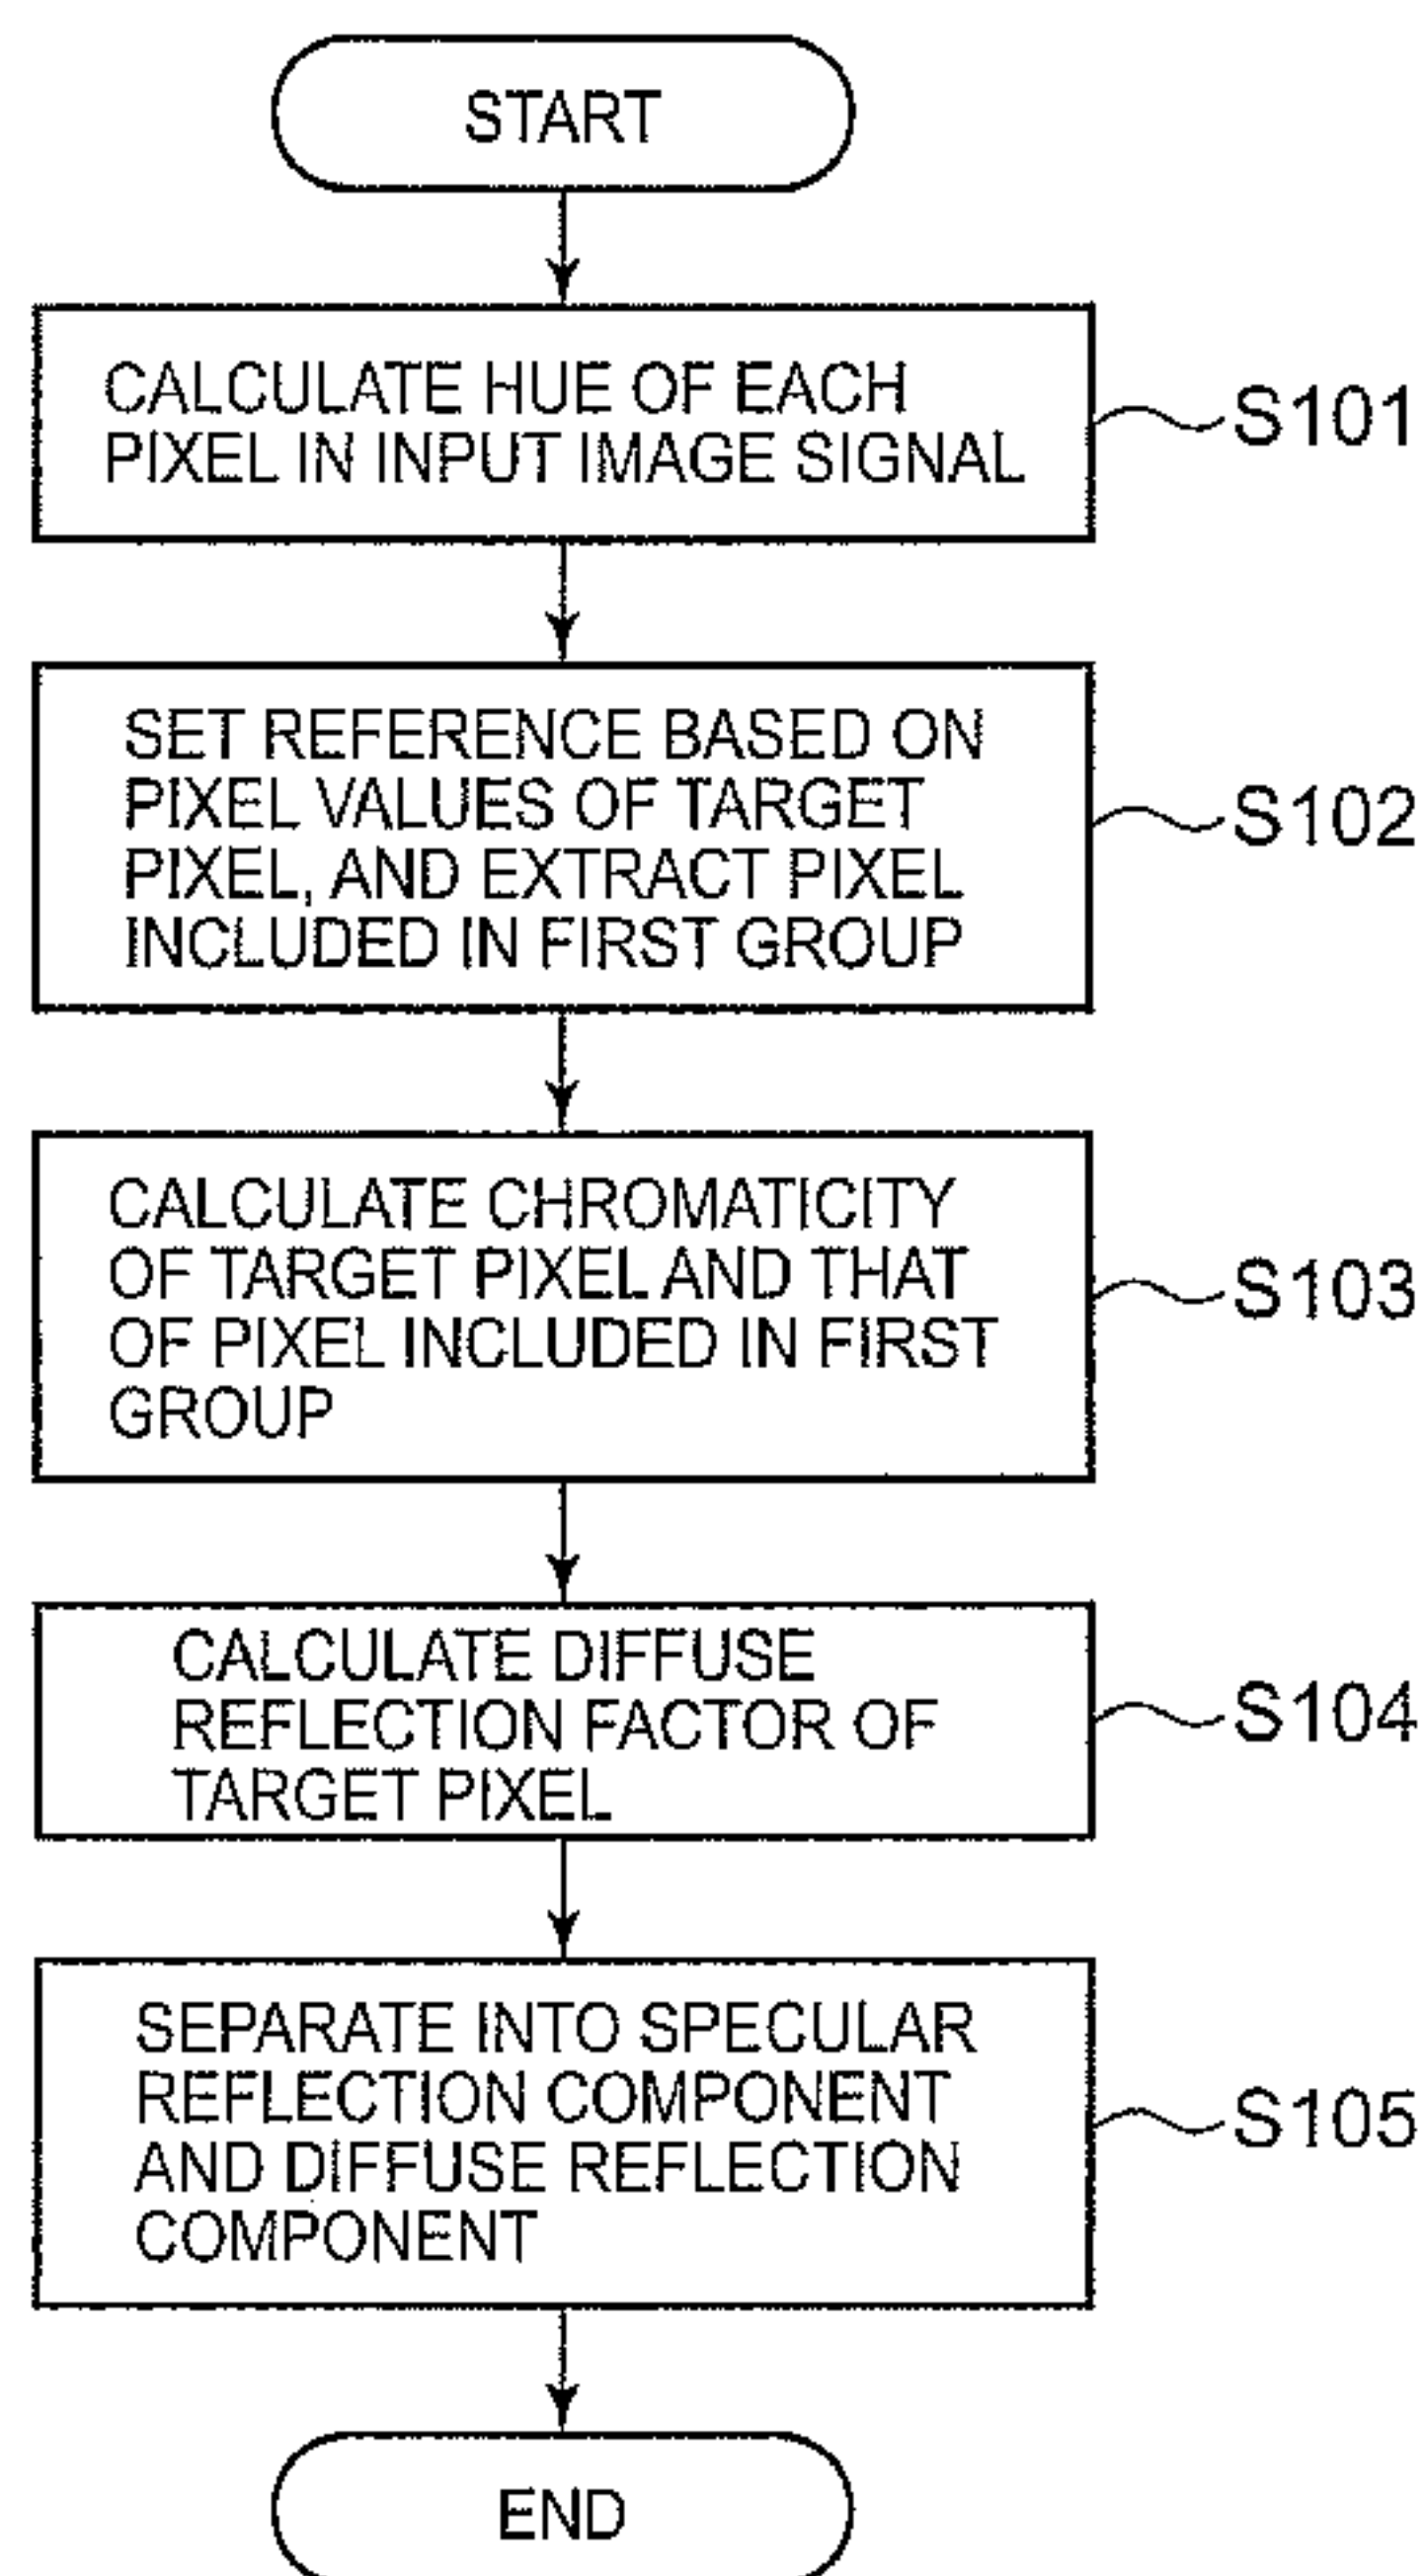 START
CALCULATE HUE OF EACH
PIXEL IN INPUT IMAGE SIGNAL
S101
SET REFERENCE BASED ON
PIXEL VALUES OF TARGET
PIXEL, AND EXTRACT PIXEL
INCLUDED IN FIRST GROUP
S102
CALCULATE CHROMATICITY
OF TARGET PIXEL AND THAT
OF PIXEL INCLUDED IN FIRST
GROUP
S103
CALCULATE DIFFUSE
REFLECTION FACTOR OF
TARGET PIXEL
S104
SEPARATE INTO SPECULAR
REFLECTION COMPONENT
AND DIFFUSE REFLECTION
COMPONENT
S105
END